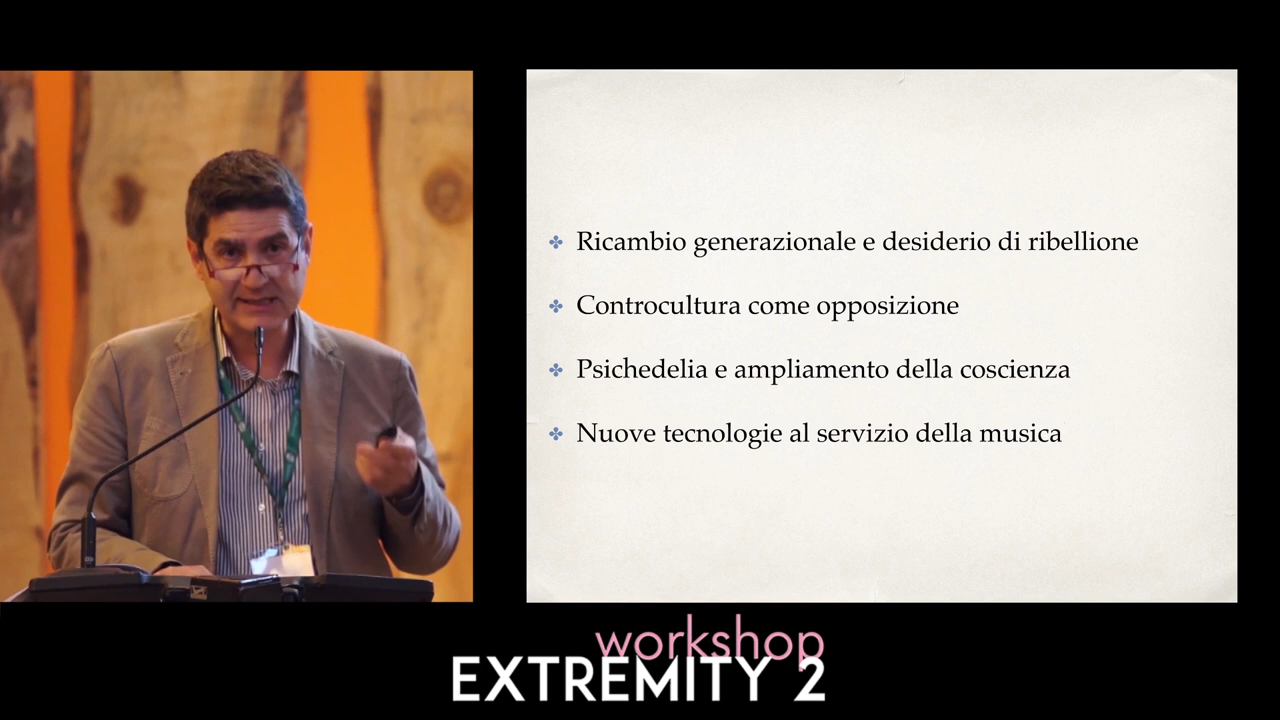 Ricambio generazionale e desiderio di ribellione
Controcultura come opposizione
Psichedelia e ampliamento della coscienza
Nuove tecnologie al servizio della musica
workshop
EXTREMITY 2